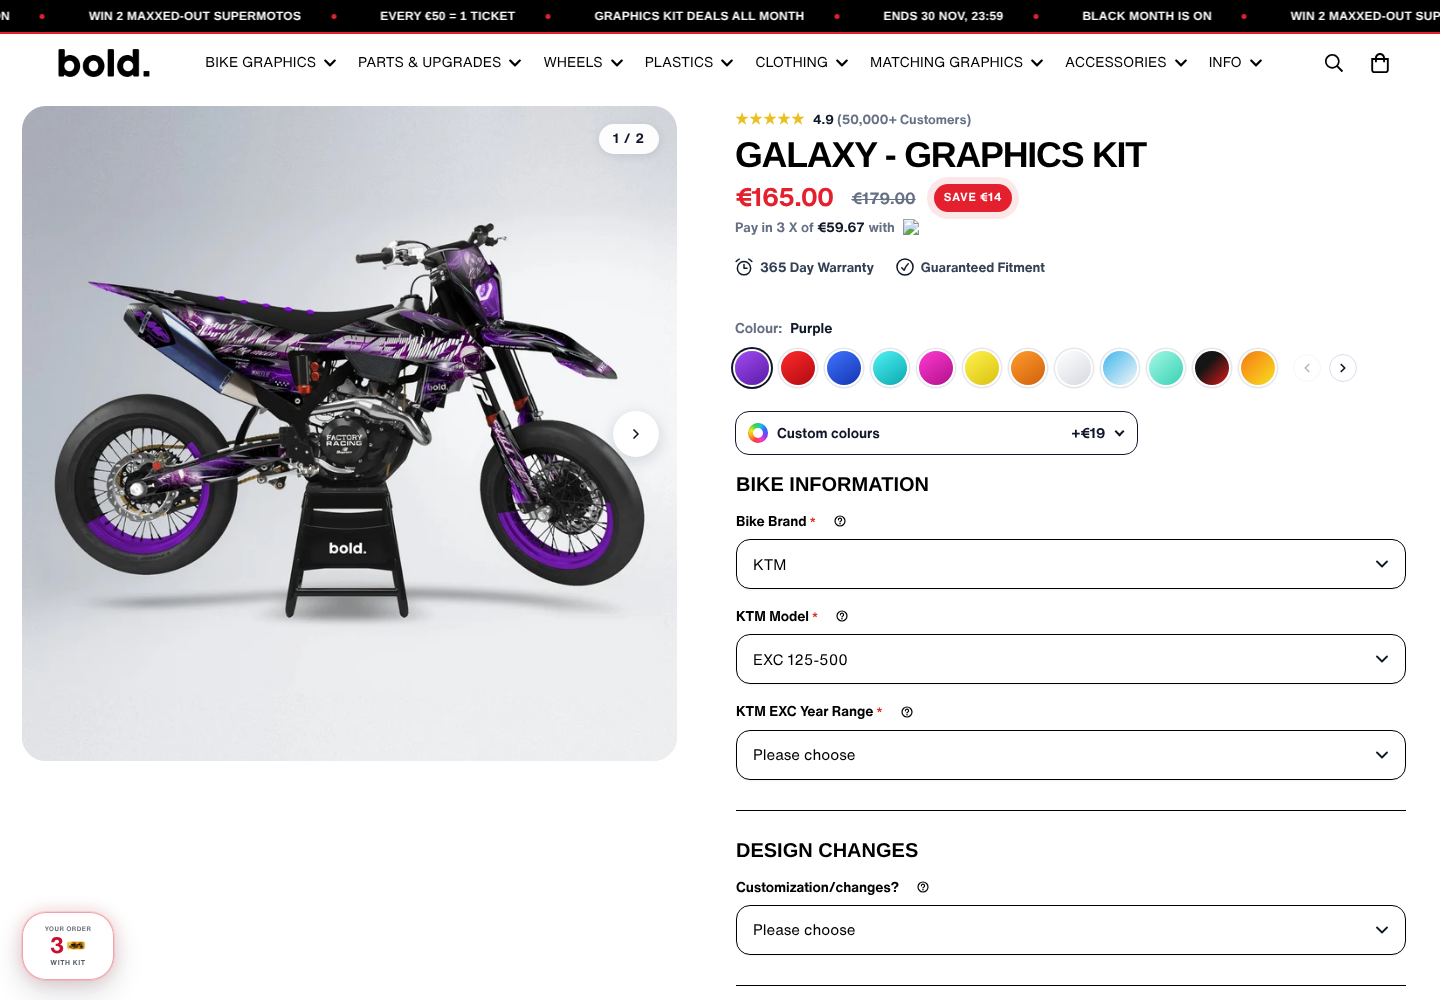 ON • WIN 2 MAXXED-OUT SUPERMOTOS • EVERY €50 = 1 TICKET • GRAPHICS KIT DEALS ALL MONTH • ENDS 30 NOV, 23:59 • BLACK MONTH IS ON • WIN 2 MAXXED-OUT SUP
bold. BIKE GRAPHICS PARTS & UPGRADES WHEELS PLASTICS CLOTHING MATCHING GRAPHICS ACCESSORIES INFO
1 / 2
bold.
FACTORY
RACING
bold.
4.9 (50,000+ Customers)
GALAXY - GRAPHICS KIT
€165.00 €179.00 SAVE €14
Pay in 3 X of €59.67 with
365 Day Warranty Guaranteed Fitment
Colour: Purple
Custom colours +€19
BIKE INFORMATION
Bike Brand *
KTM
KTM Model *
EXC 125-500
KTM EXC Year Range *
Please choose
DESIGN CHANGES
Customization/changes?
Please choose
YOUR ORDER
3
WITH KIT